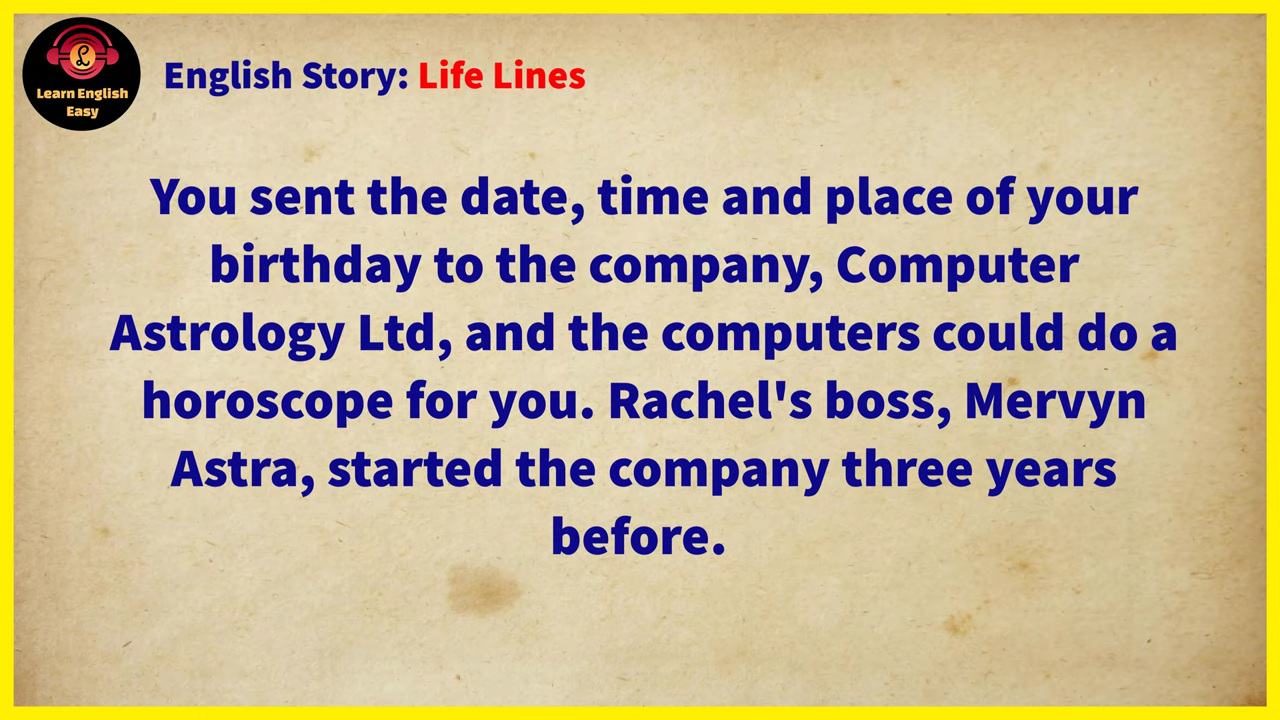 Learn English
Easy
English Story: Life Lines
You sent the date, time and place of your
birthday to the company, Computer
Astrology Ltd, and the computers could do a
horoscope for you. Rachel's boss, Mervyn
Astra, started the company three years
before.